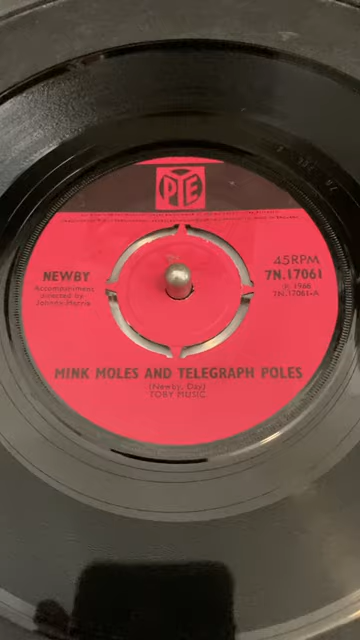 PYE
NEWBY
Accompaniment
directed by
Johnny Harris
45RPM
7N.17061
℗ 1966
7N.17061-A
MINK MOLES AND TELEGRAPH POLES
(Newby, Day)
TOBY MUSIC